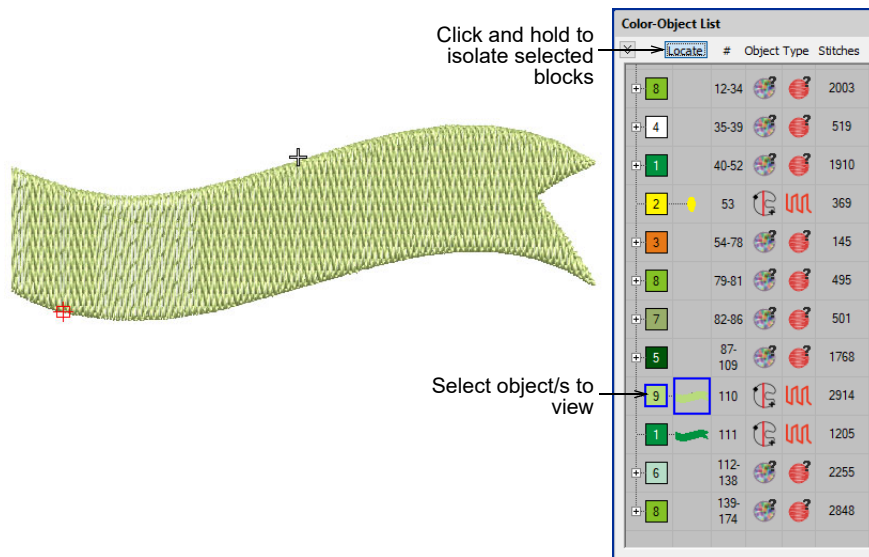 Click and hold to
isolate selected
blocks
Select object/s to
view
Color-Object List
Locate # Object Type Stitches
8 12-34 ? ? 2003
4 35-39 ? ? 519
1 40-52 ? ? 1910
2 53 369
3 54-78 ? ? 145
8 79-81 ? ? 495
7 82-86 ? ? 501
5 87-
109 ? ? 1768
9 110 2914
1 111 1205
6 112-
138 ? ? 2255
8 139-
174 ? ? 2848